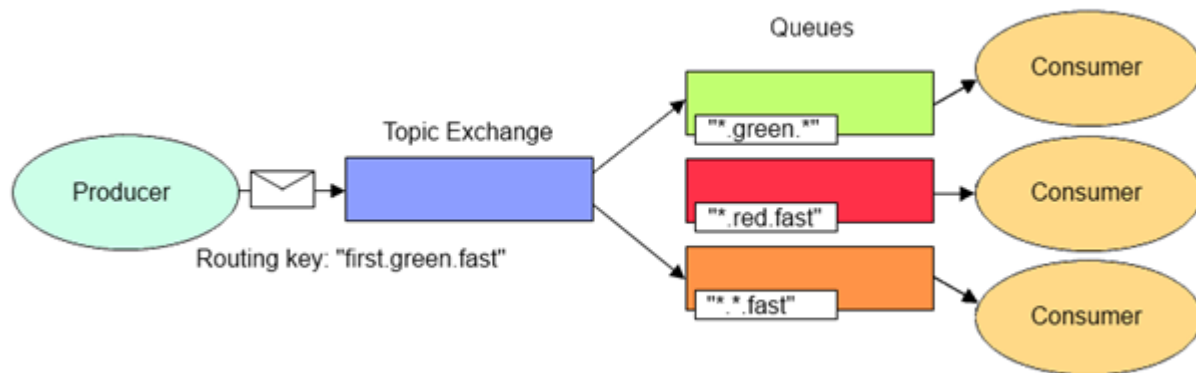 Queues
Consumer
Topic Exchange
"*.green.*"
Producer
"*.red.fast"
Consumer
Routing key: "first.green.fast"
"*.*.fast"
Consumer